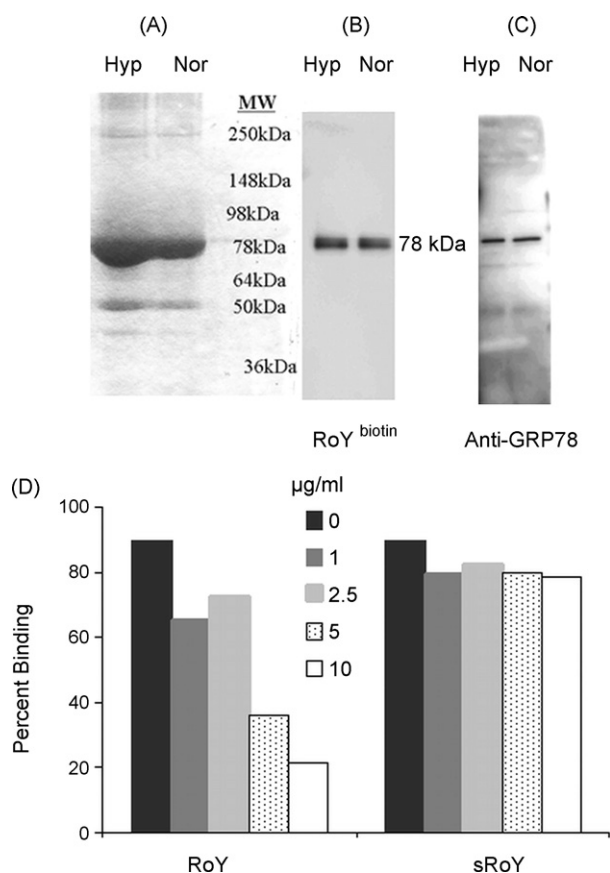 (A) (B) (C)
Hyp Nor Hyp Nor Hyp Nor
MW
250kDa
148kDa
98kDa
78kDa
64kDa
50kDa
36kDa
78 kDa
RoY biotin
Anti-GRP78
(D)
µg/ml
0
1
2.5
5
10
100
80
60
40
20
0
Percent Binding
RoY sRoY